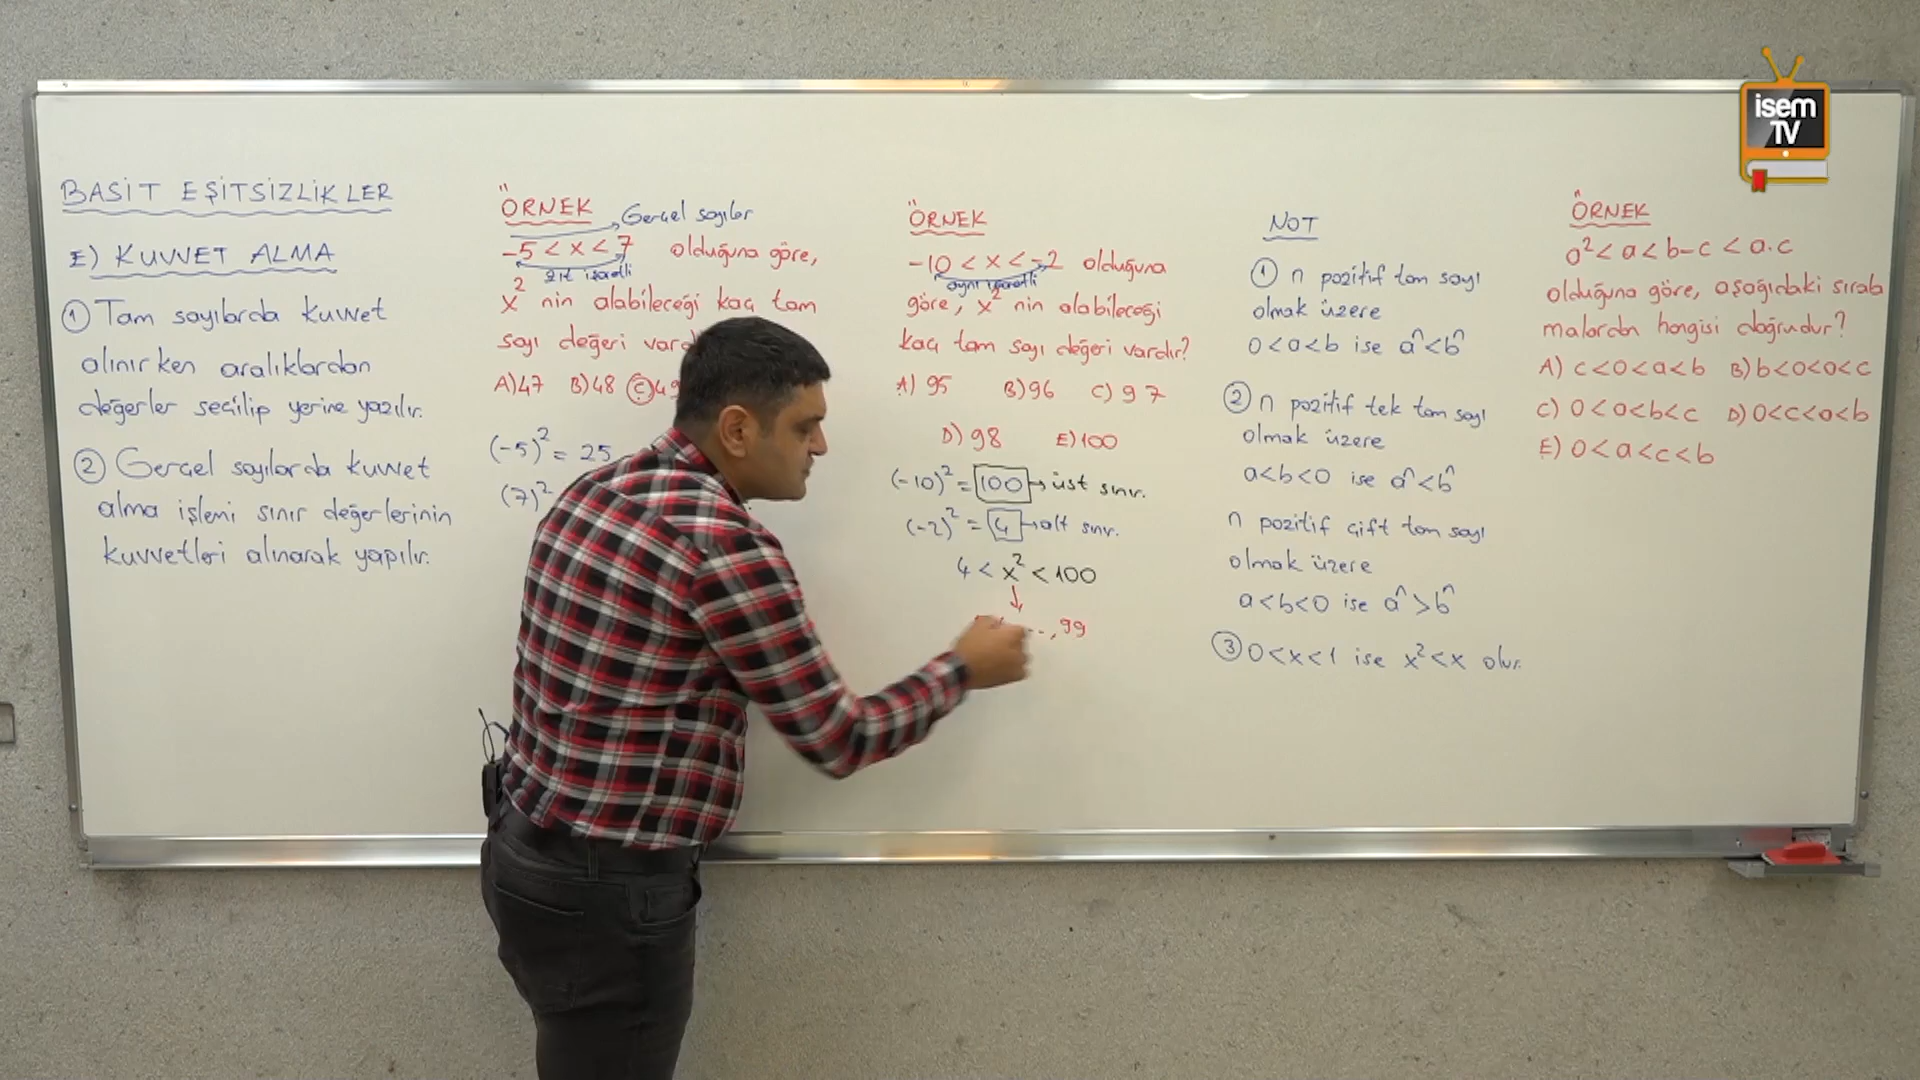 BASİT EŞİTSİZLİKLER
E) KUVVET ALMA
① Tam sayılarda kuvvet
alınırken aralıklardan
değerler seçilip yerine yazılır.
② Gerçel sayılarda kuvvet
alma işlemi sınır değerlerinin
kuvvetleri alınarak yapılır.
ÖRNEK
Gerçel sayılar
-5 < x < 7 olduğuna göre,
zıt işaretli
x² nin alabileceği kaç tam
sayı değeri
A) 47 B) 48 C)
(-5)² = 25
(7)²
ÖRNEK
-10 < x < -2 olduğuna
aynı işaretli
göre, x² nin alabileceği
kaç tam sayı değeri vardır?
A) 95 B) 96 C) 97
D) 98 E) 100
(-10)² = 100 → üst sınır.
(-2)² = 4 → alt sınır.
4 < x² < 100
.., 99
NOT
① n pozitif tam sayı
olmak üzere
0<a<b ise aⁿ<bⁿ
② n pozitif tek tam sayı
olmak üzere
a<b<0 ise aⁿ<bⁿ
n pozitif çift tam sayı
olmak üzere
a<b<0 ise aⁿ>bⁿ
③ 0<x<1 ise x²<x olur.
ÖRNEK
a² < a < b-c < a.c
olduğuna göre, aşağıdaki sırala
malardan hangisi doğrudur?
A) c<0<a<b B) b<0<a<c
C) 0<a<b<c D) 0<c<a<b
E) 0<a<c<b
isem
TV